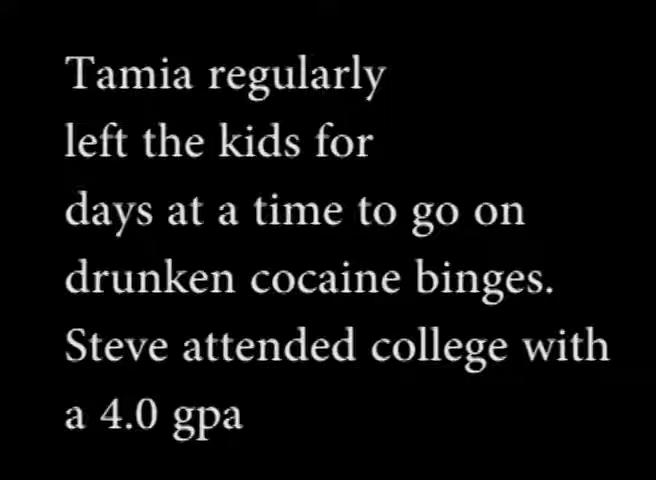 Tamia regularly
left the kids for
days at a time to go on
drunken cocaine binges.
Steve attended college with
a 4.0 gpa